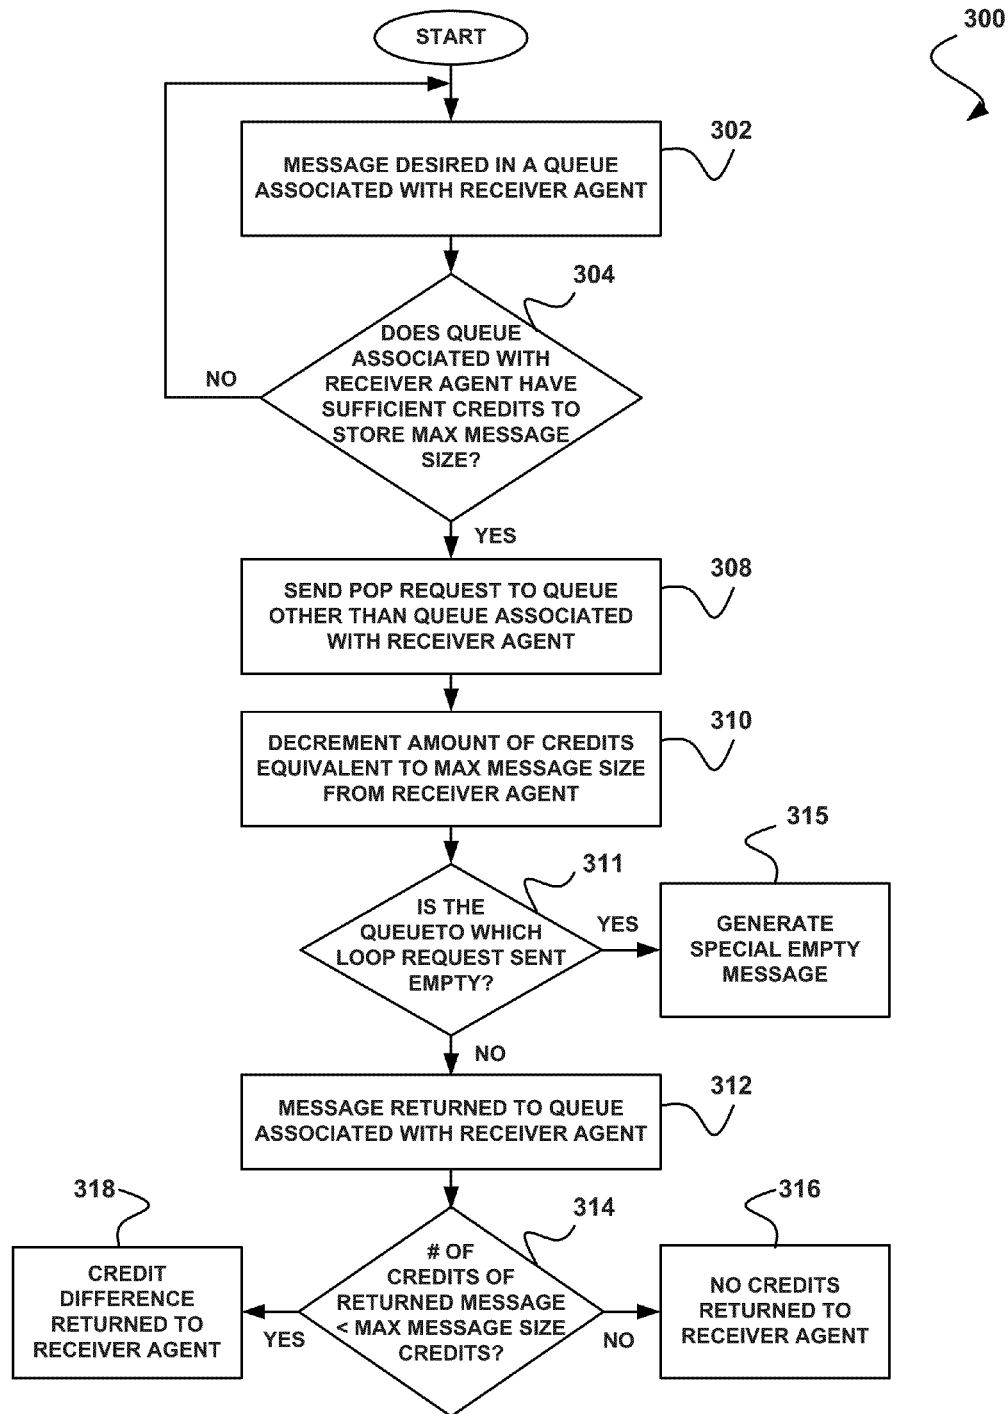 300
START
302
MESSAGE DESIRED IN A QUEUE
ASSOCIATED WITH RECEIVER AGENT
304
DOES QUEUE
ASSOCIATED WITH
RECEIVER AGENT HAVE
SUFFICIENT CREDITS TO
STORE MAX MESSAGE
SIZE?
NO
YES
308
SEND POP REQUEST TO QUEUE
OTHER THAN QUEUE ASSOCIATED
WITH RECEIVER AGENT
310
DECREMENT AMOUNT OF CREDITS
EQUIVALENT TO MAX MESSAGE SIZE
FROM RECEIVER AGENT
311
IS THE
QUEUETO WHICH
LOOP REQUEST SENT
EMPTY?
YES
315
GENERATE
SPECIAL EMPTY
MESSAGE
NO
312
MESSAGE RETURNED TO QUEUE
ASSOCIATED WITH RECEIVER AGENT
314
# OF
CREDITS OF
RETURNED MESSAGE
< MAX MESSAGE SIZE
CREDITS?
YES
318
CREDIT
DIFFERENCE
RETURNED TO
RECEIVER AGENT
NO
316
NO CREDITS
RETURNED TO
RECEIVER AGENT